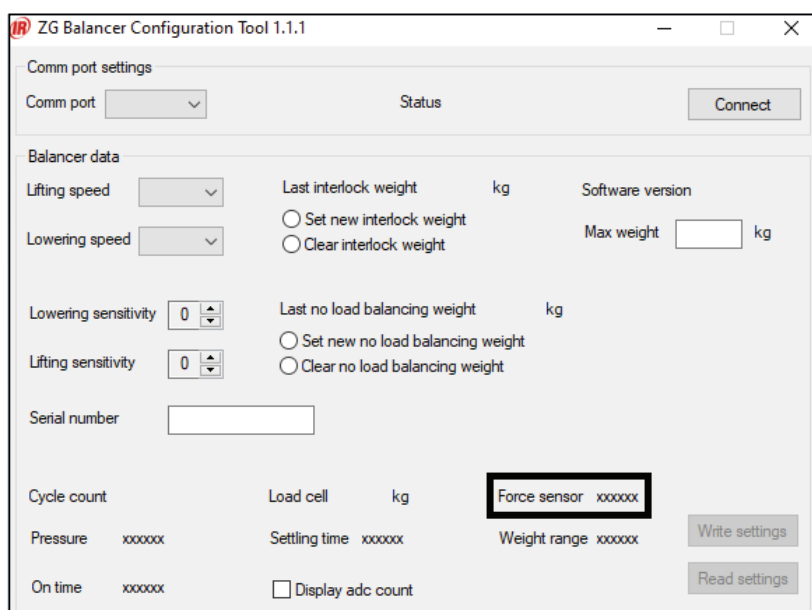 IR ZG Balancer Configuration Tool 1.1.1
Comm port settings
Comm port Status Connect
Balancer data
Lifting speed Last interlock weight kg Software version
Set new interlock weight
Lowering speed Clear interlock weight Max weight kg
Lowering sensitivity 0 Last no load balancing weight kg
Set new no load balancing weight
Lifting sensitivity 0 Clear no load balancing weight
Serial number
Cycle count Load cell kg Force sensor xxxxxx
Pressure xxxxxx Settling time xxxxxx Weight range xxxxxx Write settings
On time xxxxxx Display adc count Read settings